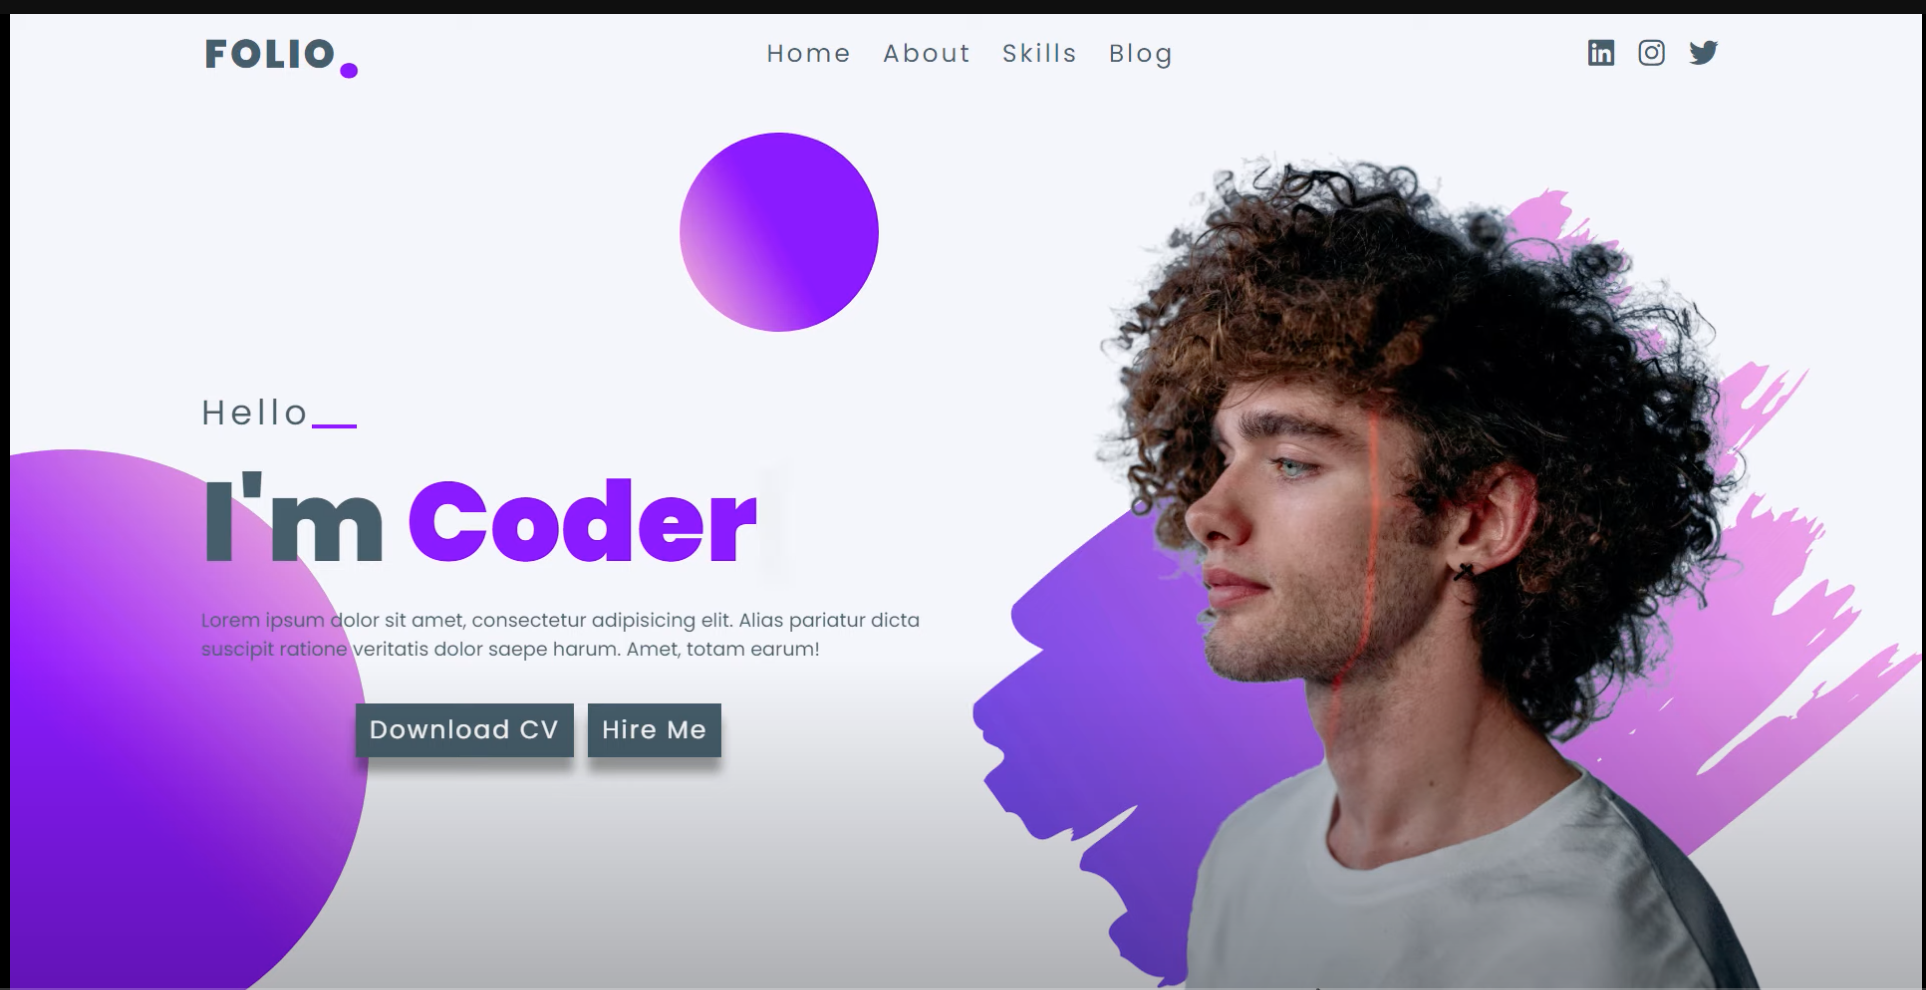 FOLIO.
Home About Skills Blog
Hello__
I'm Coder
Lorem ipsum dolor sit amet, consectetur adipisicing elit. Alias pariatur dicta
suscipit ratione veritatis dolor saepe harum. Amet, totam earum!
Download CV Hire Me